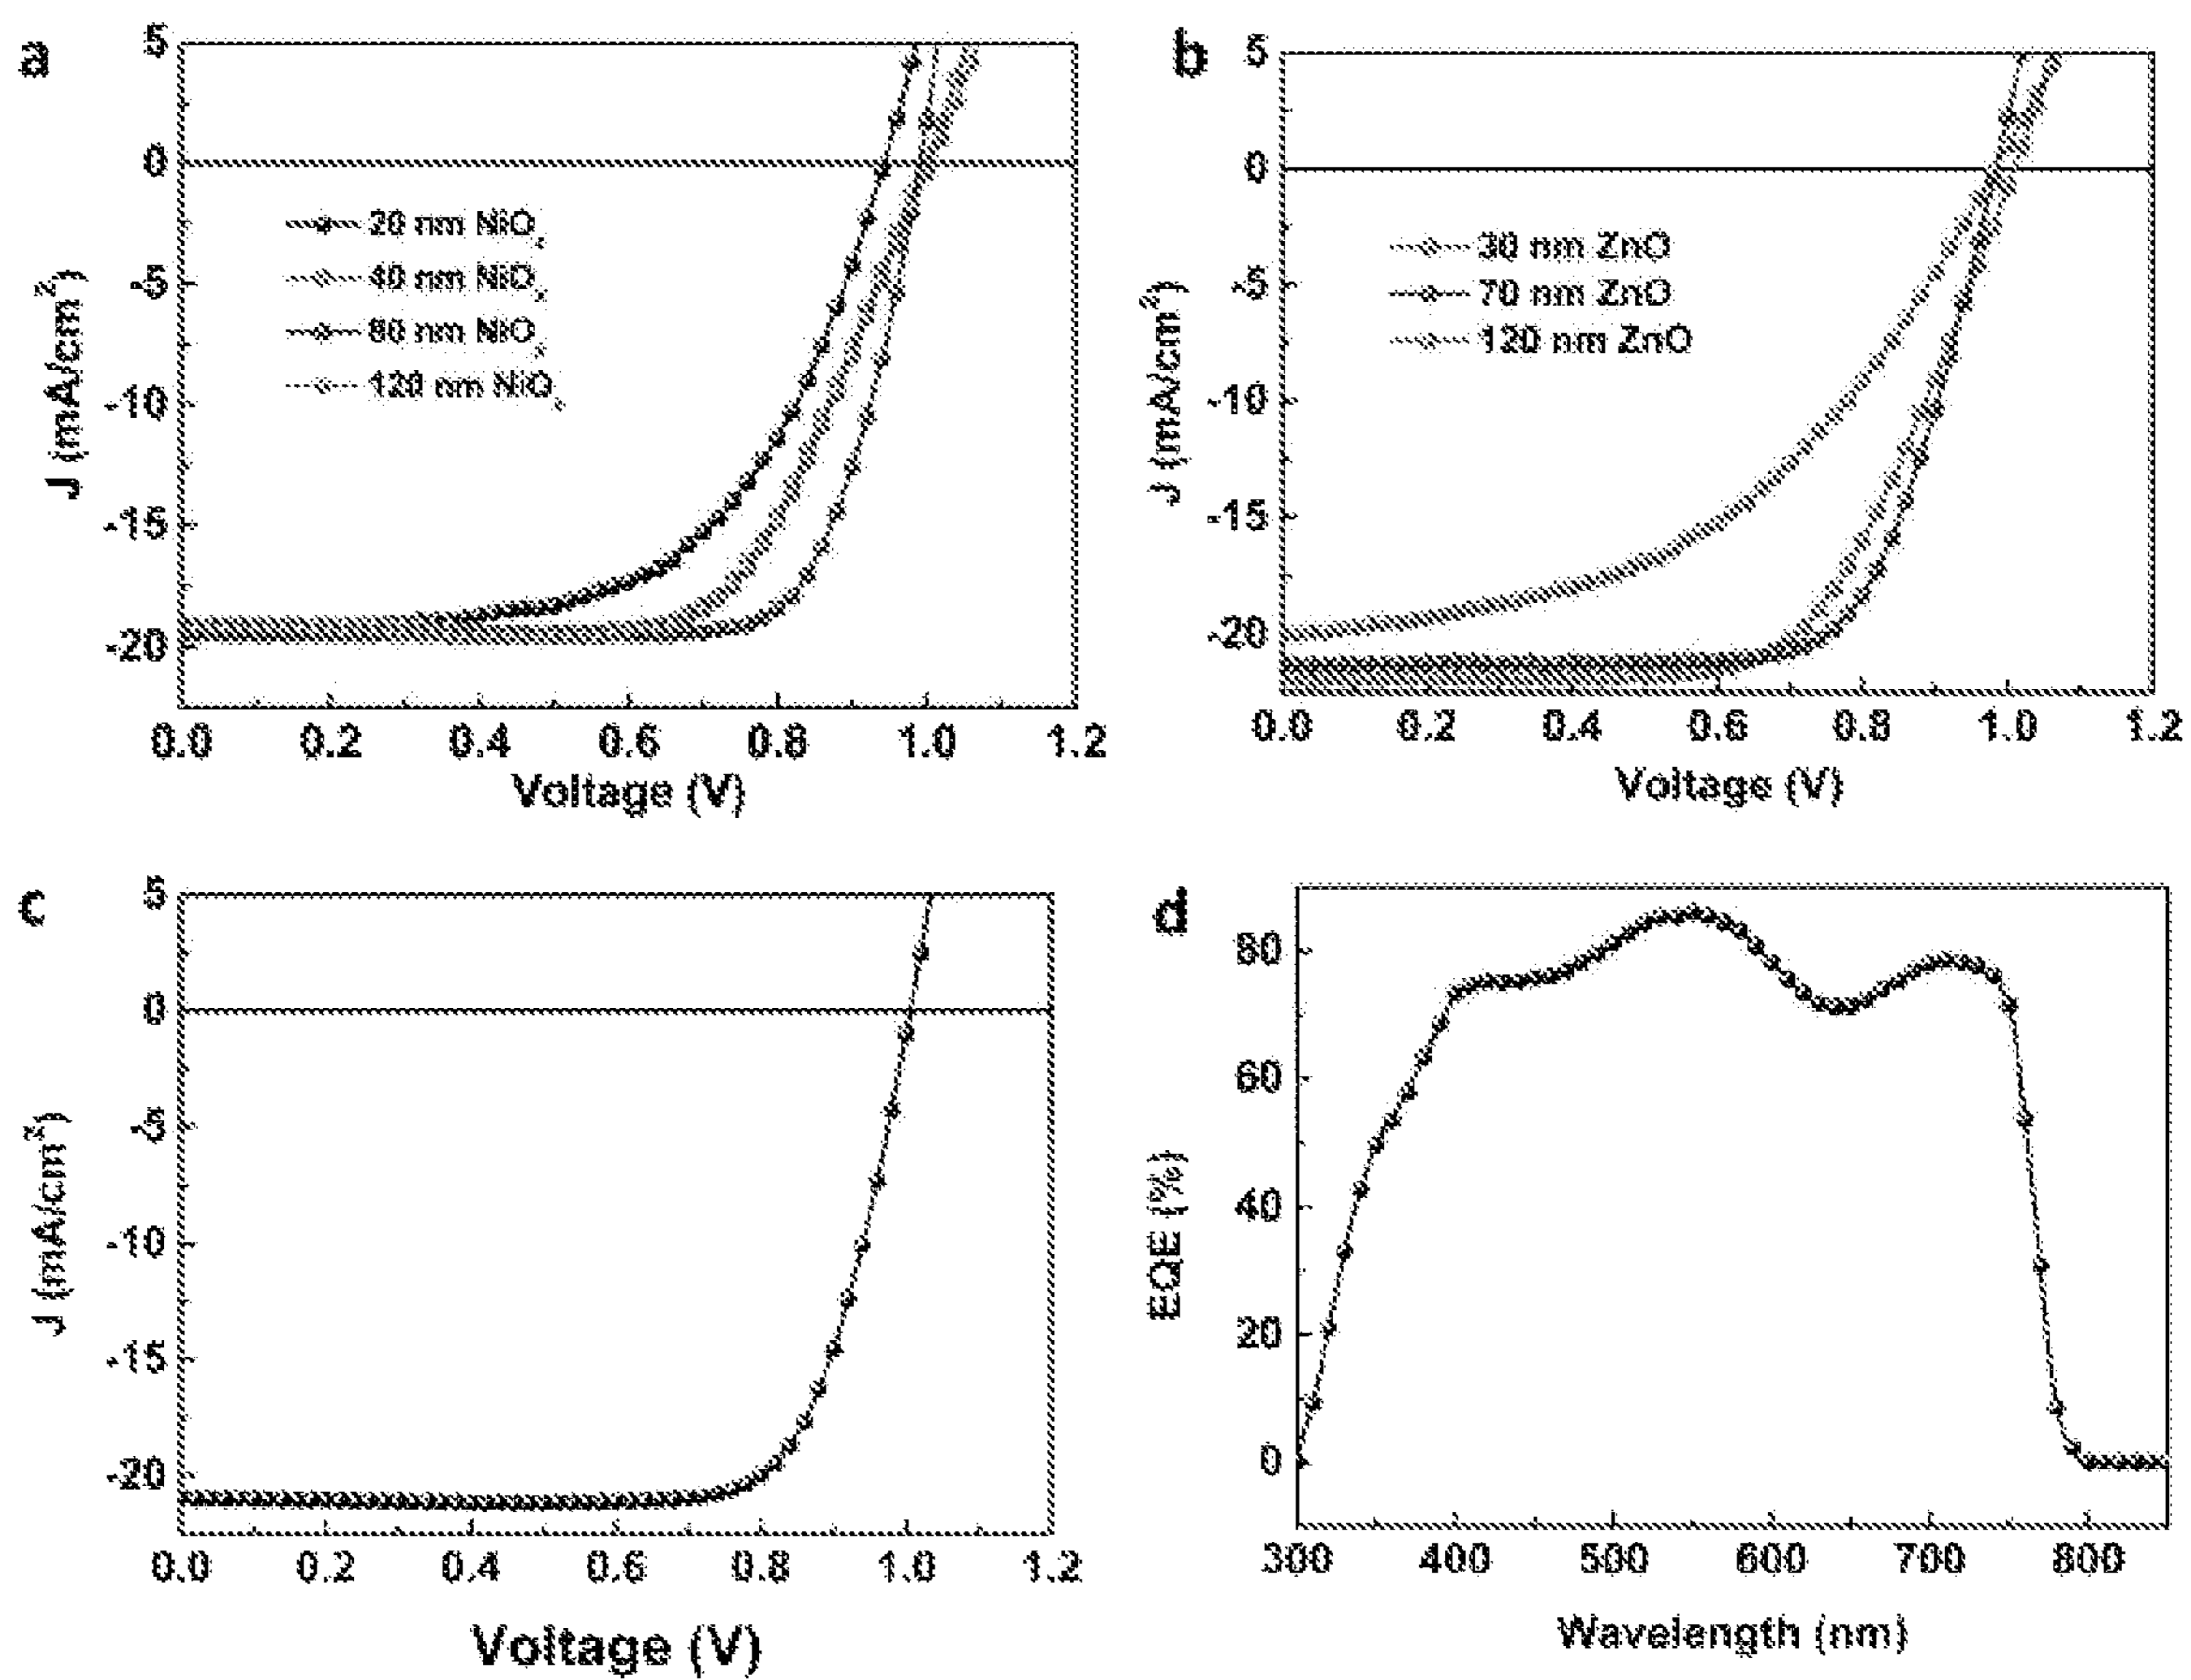 a
5
0
-5
-10
-15
-20
J (mA/cm²)
20 nm NiOx
40 nm NiOx
80 nm NiOx
120 nm NiOx
0.0 0.2 0.4 0.6 0.8 1.0 1.2
Voltage (V)
b
5
0
-5
-10
-15
-20
J (mA/cm²)
30 nm ZnO
70 nm ZnO
120 nm ZnO
0.0 0.2 0.4 0.6 0.8 1.0 1.2
Voltage (V)
c
5
0
-5
-10
-15
-20
J (mA/cm²)
0.0 0.2 0.4 0.6 0.8 1.0 1.2
Voltage (V)
d
80
60
40
20
0
EQE (%)
300 400 500 600 700 800
Wavelength (nm)